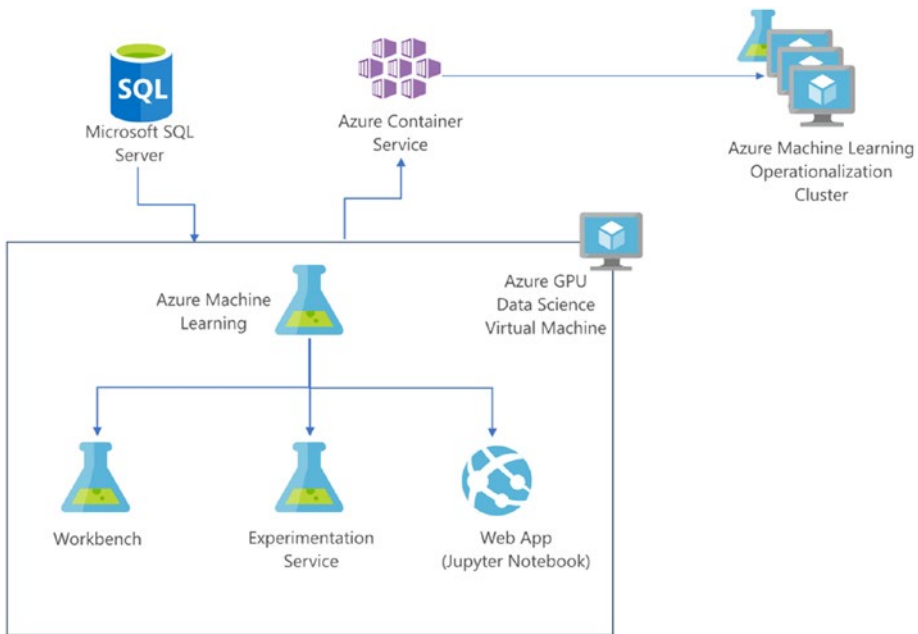 SQL
Microsoft SQL
Server
Azure Container
Service
Azure Machine Learning
Operationalization
Cluster
Azure Machine
Learning
Azure GPU
Data Science
Virtual Machine
Workbench
Experimentation
Service
Web App
(Jupyter Notebook)